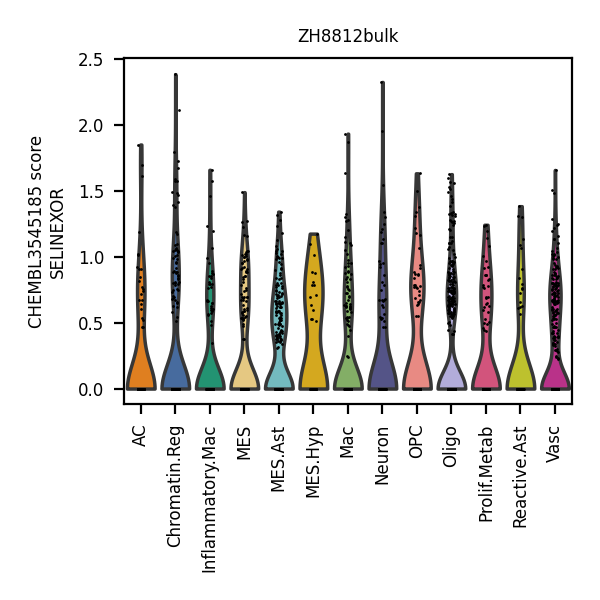 ZH8812bulk
CHEMBL3545185 score
SELINEXOR
2.5
2.0
1.5
1.0
0.5
0.0
AC
Chromatin.Reg
Inflammatory.Mac
MES
MES.Ast
MES.Hyp
Mac
Neuron
OPC
Oligo
Prolif.Metab
Reactive.Ast
Vasc